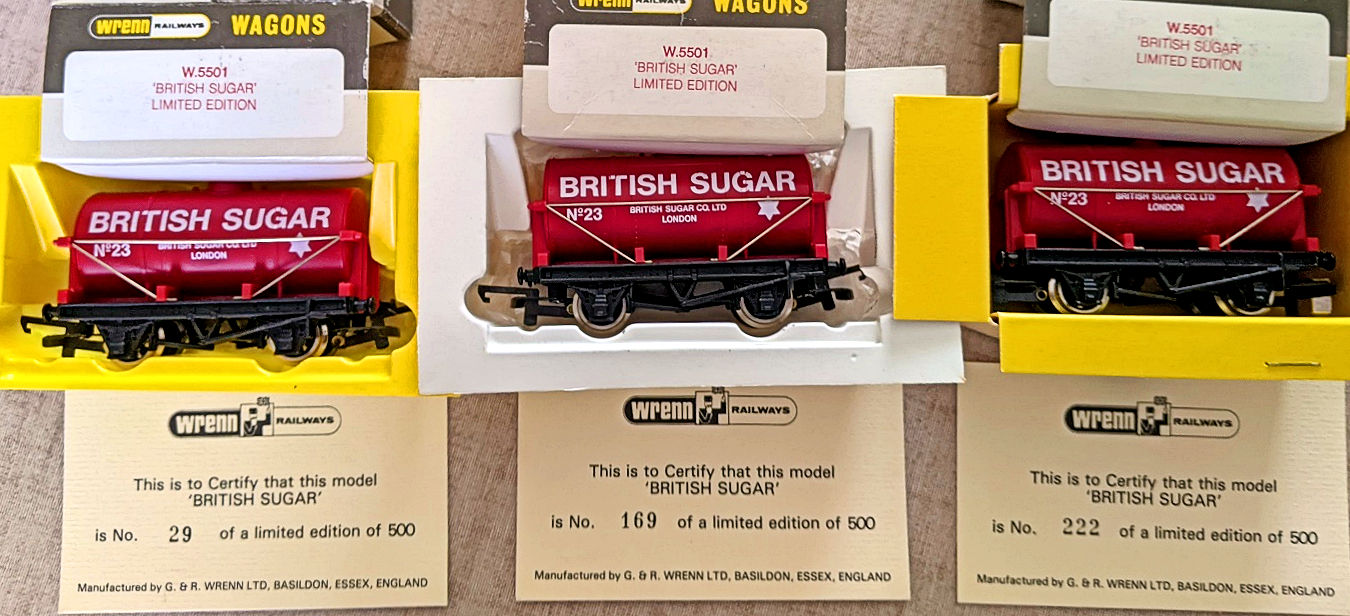 wrenn RAILWAYS WAGONS
W.5501
'BRITISH SUGAR'
LIMITED EDITION
BRITISH SUGAR
Nº23 BRITISH SUGAR CO. LTD
LONDON
wrenn RAILWAYS
This is to Certify that this model
'BRITISH SUGAR'
is No. 29 of a limited edition of 500
Manufactured by G. & R. WRENN LTD, BASILDON, ESSEX, ENGLAND
wrenn RAILWAYS WAGONS
W.5501
'BRITISH SUGAR'
LIMITED EDITION
BRITISH SUGAR
Nº23 BRITISH SUGAR CO. LTD
LONDON
wrenn RAILWAYS
This is to Certify that this model
'BRITISH SUGAR'
is No. 169 of a limited edition of 500
Manufactured by G. & R. WRENN LTD, BASILDON, ESSEX, ENGLAND
W.5501
'BRITISH SUGAR'
LIMITED EDITION
BRITISH SUGAR
Nº23 BRITISH SUGAR CO. LTD
LONDON
wrenn RAILWAYS
This is to Certify that this model
'BRITISH SUGAR'
is No. 222 of a limited edition of 500
Manufactured by G. & R. WRENN LTD, BASILDON, ESSEX, ENGLAND